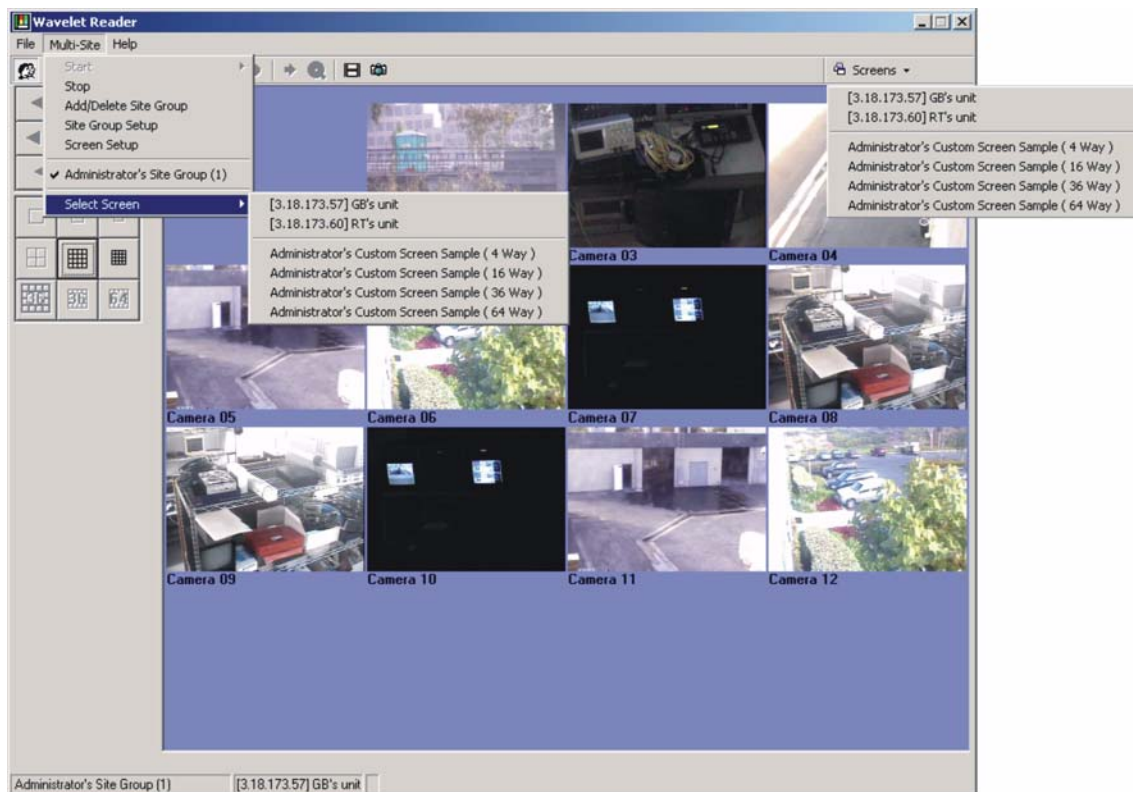 Wavelet Reader
File Multi-Site Help
Start
Stop
Add/Delete Site Group
Site Group Setup
Screen Setup
✔ Administrator's Site Group (1)
Select Screen
[3.18.173.57] GB's unit
[3.18.173.60] RT's unit
Administrator's Custom Screen Sample ( 4 Way )
Administrator's Custom Screen Sample ( 16 Way )
Administrator's Custom Screen Sample ( 36 Way )
Administrator's Custom Screen Sample ( 64 Way )
Screens
[3.18.173.57] GB's unit
[3.18.173.60] RT's unit
Administrator's Custom Screen Sample ( 4 Way )
Administrator's Custom Screen Sample ( 16 Way )
Administrator's Custom Screen Sample ( 36 Way )
Administrator's Custom Screen Sample ( 64 Way )
36 36 64
Camera 03 Camera 04
Camera 05 Camera 06 Camera 07 Camera 08
Camera 09 Camera 10 Camera 11 Camera 12
Administrator's Site Group (1) [3.18.173.57] GB's unit